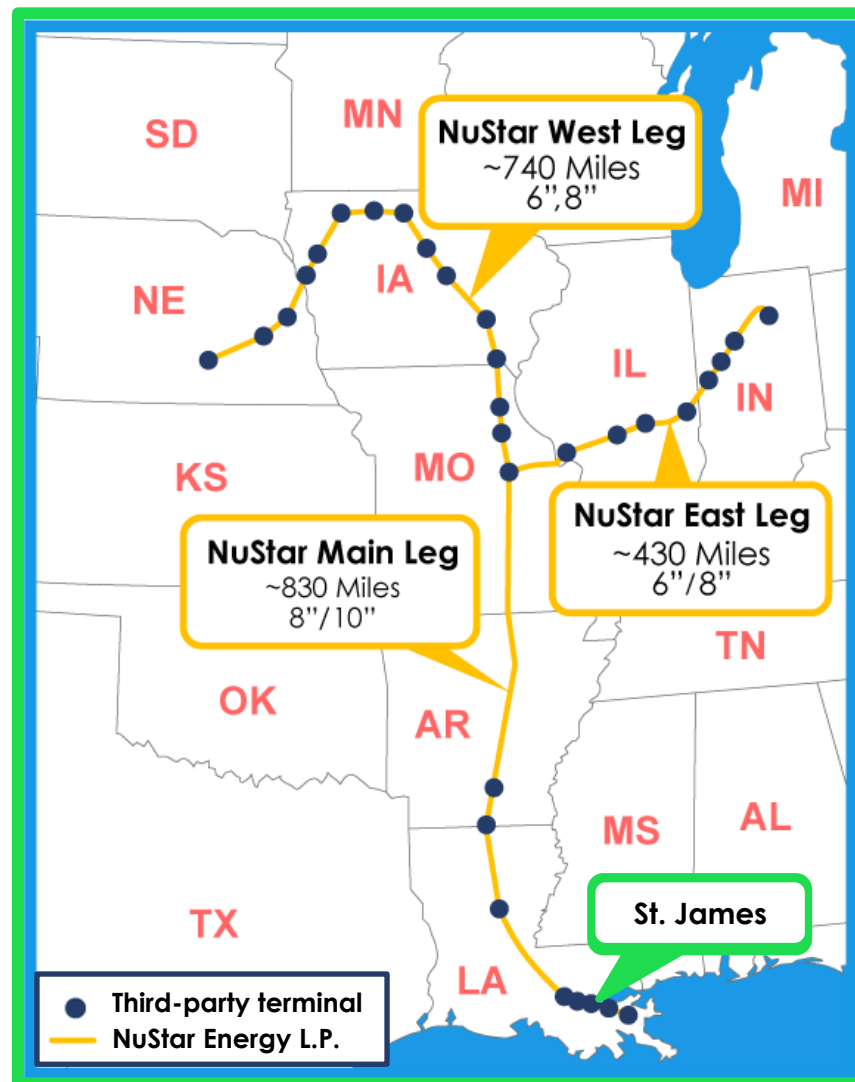 SD
MN
NuStar West Leg
~740 Miles
6”,8”
MI
NE
IA
IL
IN
KS
MO
NuStar Main Leg
~830 Miles
8”/10”
NuStar East Leg
~430 Miles
6”/8”
TN
OK
AR
MS
AL
TX
St. James
LA
Third-party terminal
NuStar Energy L.P.